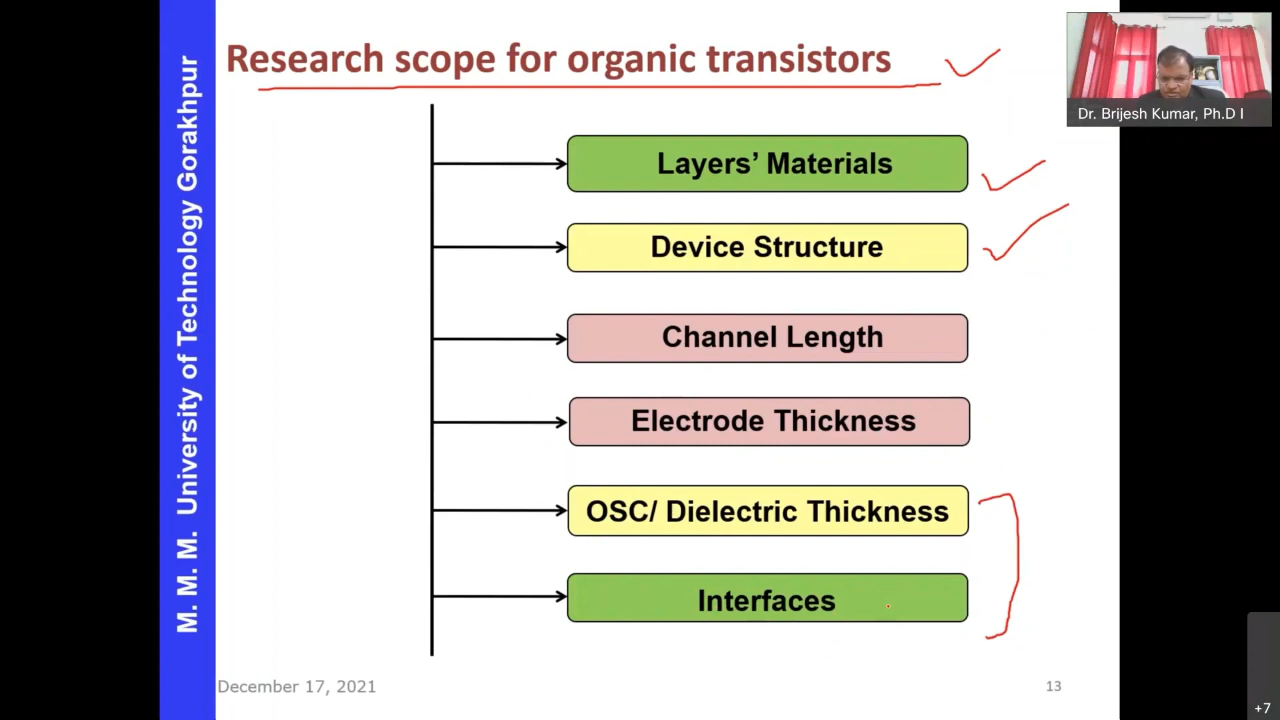 Research scope for organic transistors
Dr. Brijesh Kumar, Ph.D I
M. M. M. University of Technology Gorakhpur
Layers’ Materials
Device Structure
Channel Length
Electrode Thickness
OSC/ Dielectric Thickness
Interfaces
December 17, 2021
13
+7